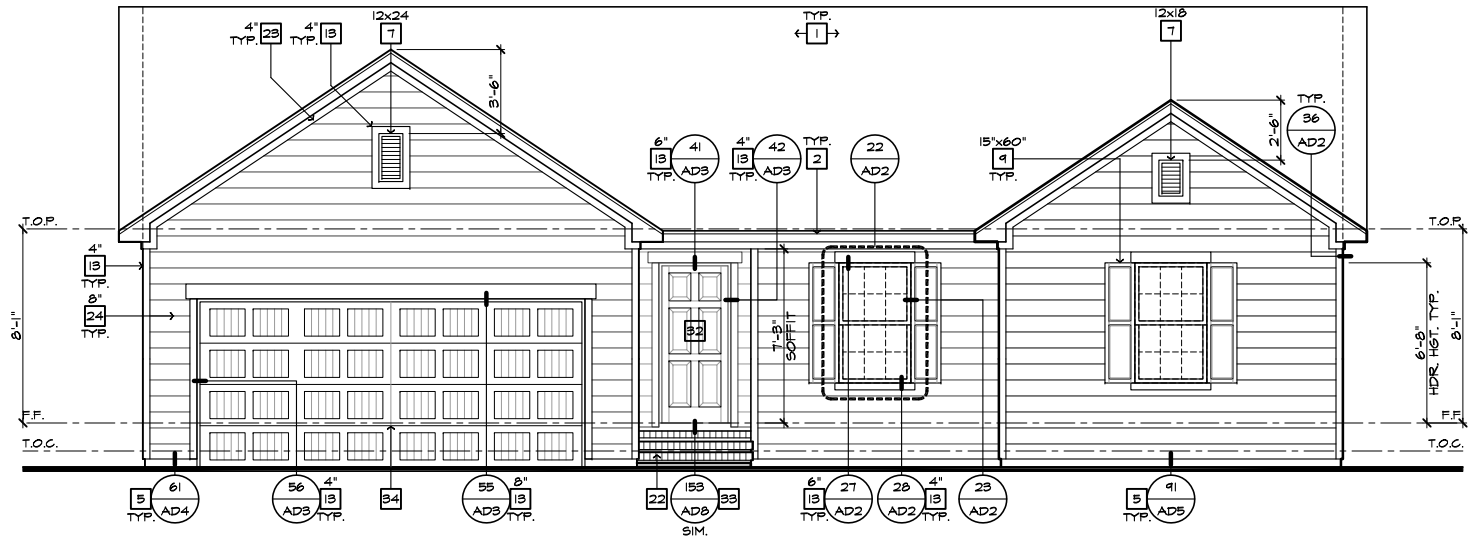 12x24
4" 23 TYP.
4" 13 TYP.
7
TYP.
1
12x18
7
3'-6"
2'-6"
TYP.
36
AD2
6"
13
TYP.
41
AD3
4"
13
TYP.
42
AD3
TYP.
2
22
AD2
15"x60"
9
TYP.
T.O.P.
T.O.P.
4"
13
TYP.
8"
24
TYP.
8'-1"
32
7'-3"
SOFFIT
6'-8"
HDR. HGT. TYP.
8'-1"
F.F.
F.F.
T.O.C.
T.O.C.
5
TYP.
61
AD4
56
AD3
4"
13
TYP.
34
55
AD3
8"
13
TYP.
22
153
AD8
SIM.
33
6"
13
TYP.
27
AD2
28
AD2
4"
13
TYP.
23
AD2
5
TYP.
91
AD5